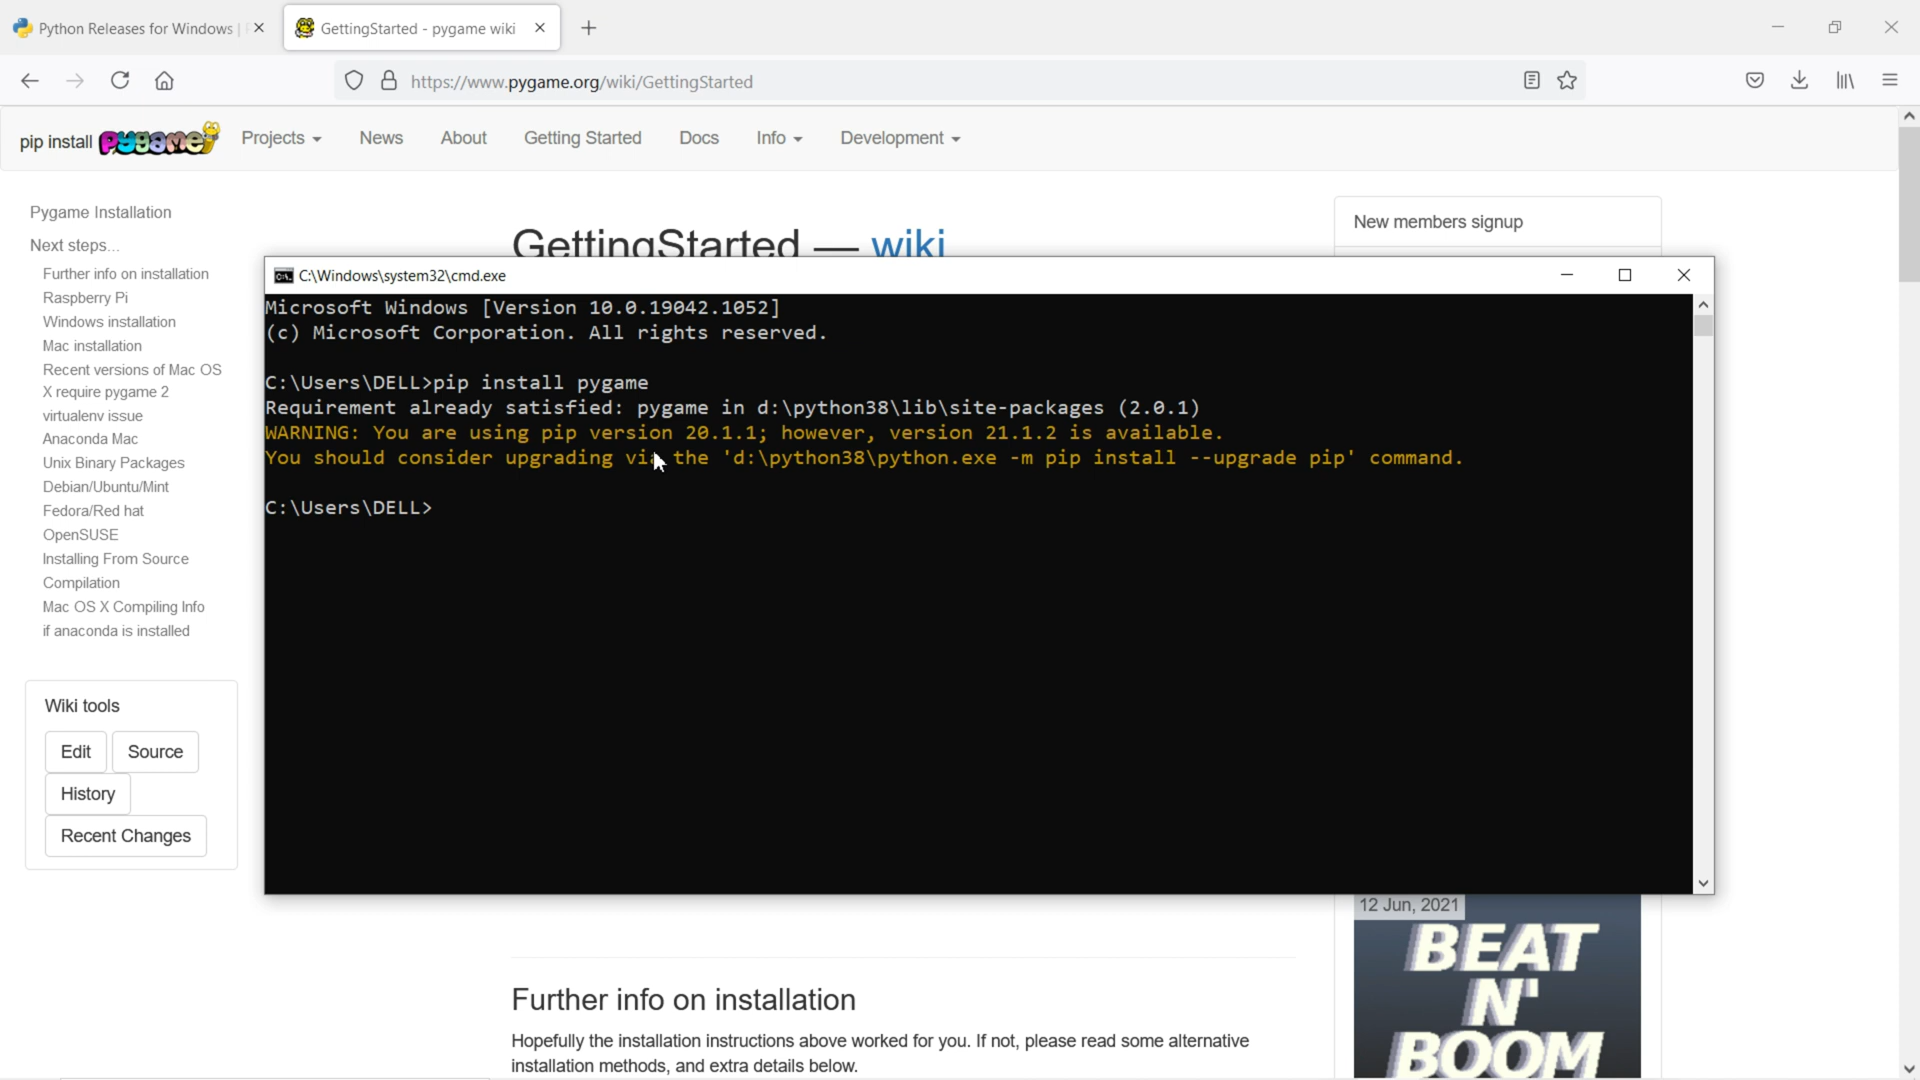 Python Releases for Windows |
GettingStarted - pygame wiki
https://www.pygame.org/wiki/GettingStarted
pip install pygame
Projects
News
About
Getting Started
Docs
Info
Development
Pygame Installation
Next steps...
Further info on installation
Raspberry Pi
Windows installation
Mac installation
Recent versions of Mac OS
X require pygame 2
virtualenv issue
Anaconda Mac
Unix Binary Packages
Debian/Ubuntu/Mint
Fedora/Red hat
OpenSUSE
Installing From Source
Compilation
Mac OS X Compiling Info
if anaconda is installed
Wiki tools
Edit
Source
History
Recent Changes
GettingStarted — wiki
New members signup
C:\Windows\system32\cmd.exe
Microsoft Windows [Version 10.0.19042.1052]
(c) Microsoft Corporation. All rights reserved.
C:\Users\DELL>pip install pygame
Requirement already satisfied: pygame in d:\python38\lib\site-packages (2.0.1)
WARNING: You are using pip version 20.1.1; however, version 21.1.2 is available.
You should consider upgrading via the 'd:\python38\python.exe -m pip install --upgrade pip' command.
C:\Users\DELL>
Further info on installation
Hopefully the installation instructions above worked for you. If not, please read some alternative
installation methods, and extra details below.
12 Jun, 2021
BEAT
N'
BOOM